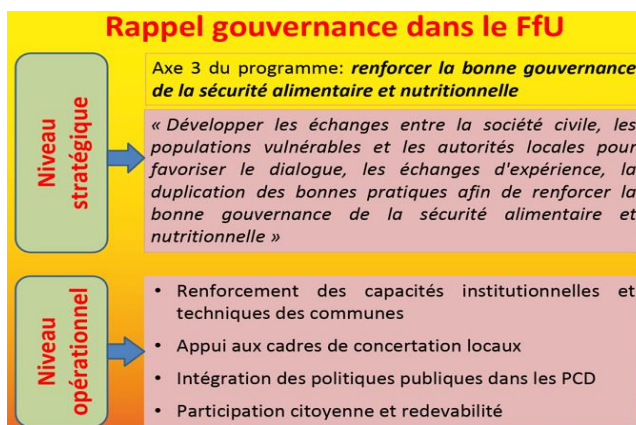 Rappel gouvernance dans le FfU
Niveau
stratégique
Axe 3 du programme: renforcer la bonne gouvernance
de la sécurité alimentaire et nutritionnelle
« Développer les échanges entre la société civile, les
populations vulnérables et les autorités locales pour
favoriser le dialogue, les échanges d'expérience, la
duplication des bonnes pratiques afin de renforcer la
bonne gouvernance de la sécurité alimentaire et
nutritionnelle »
Niveau
opérationnel
• Renforcement des capacités institutionnelles et
techniques des communes
• Appui aux cadres de concertation locaux
• Intégration des politiques publiques dans les PCD
• Participation citoyenne et redevabilité